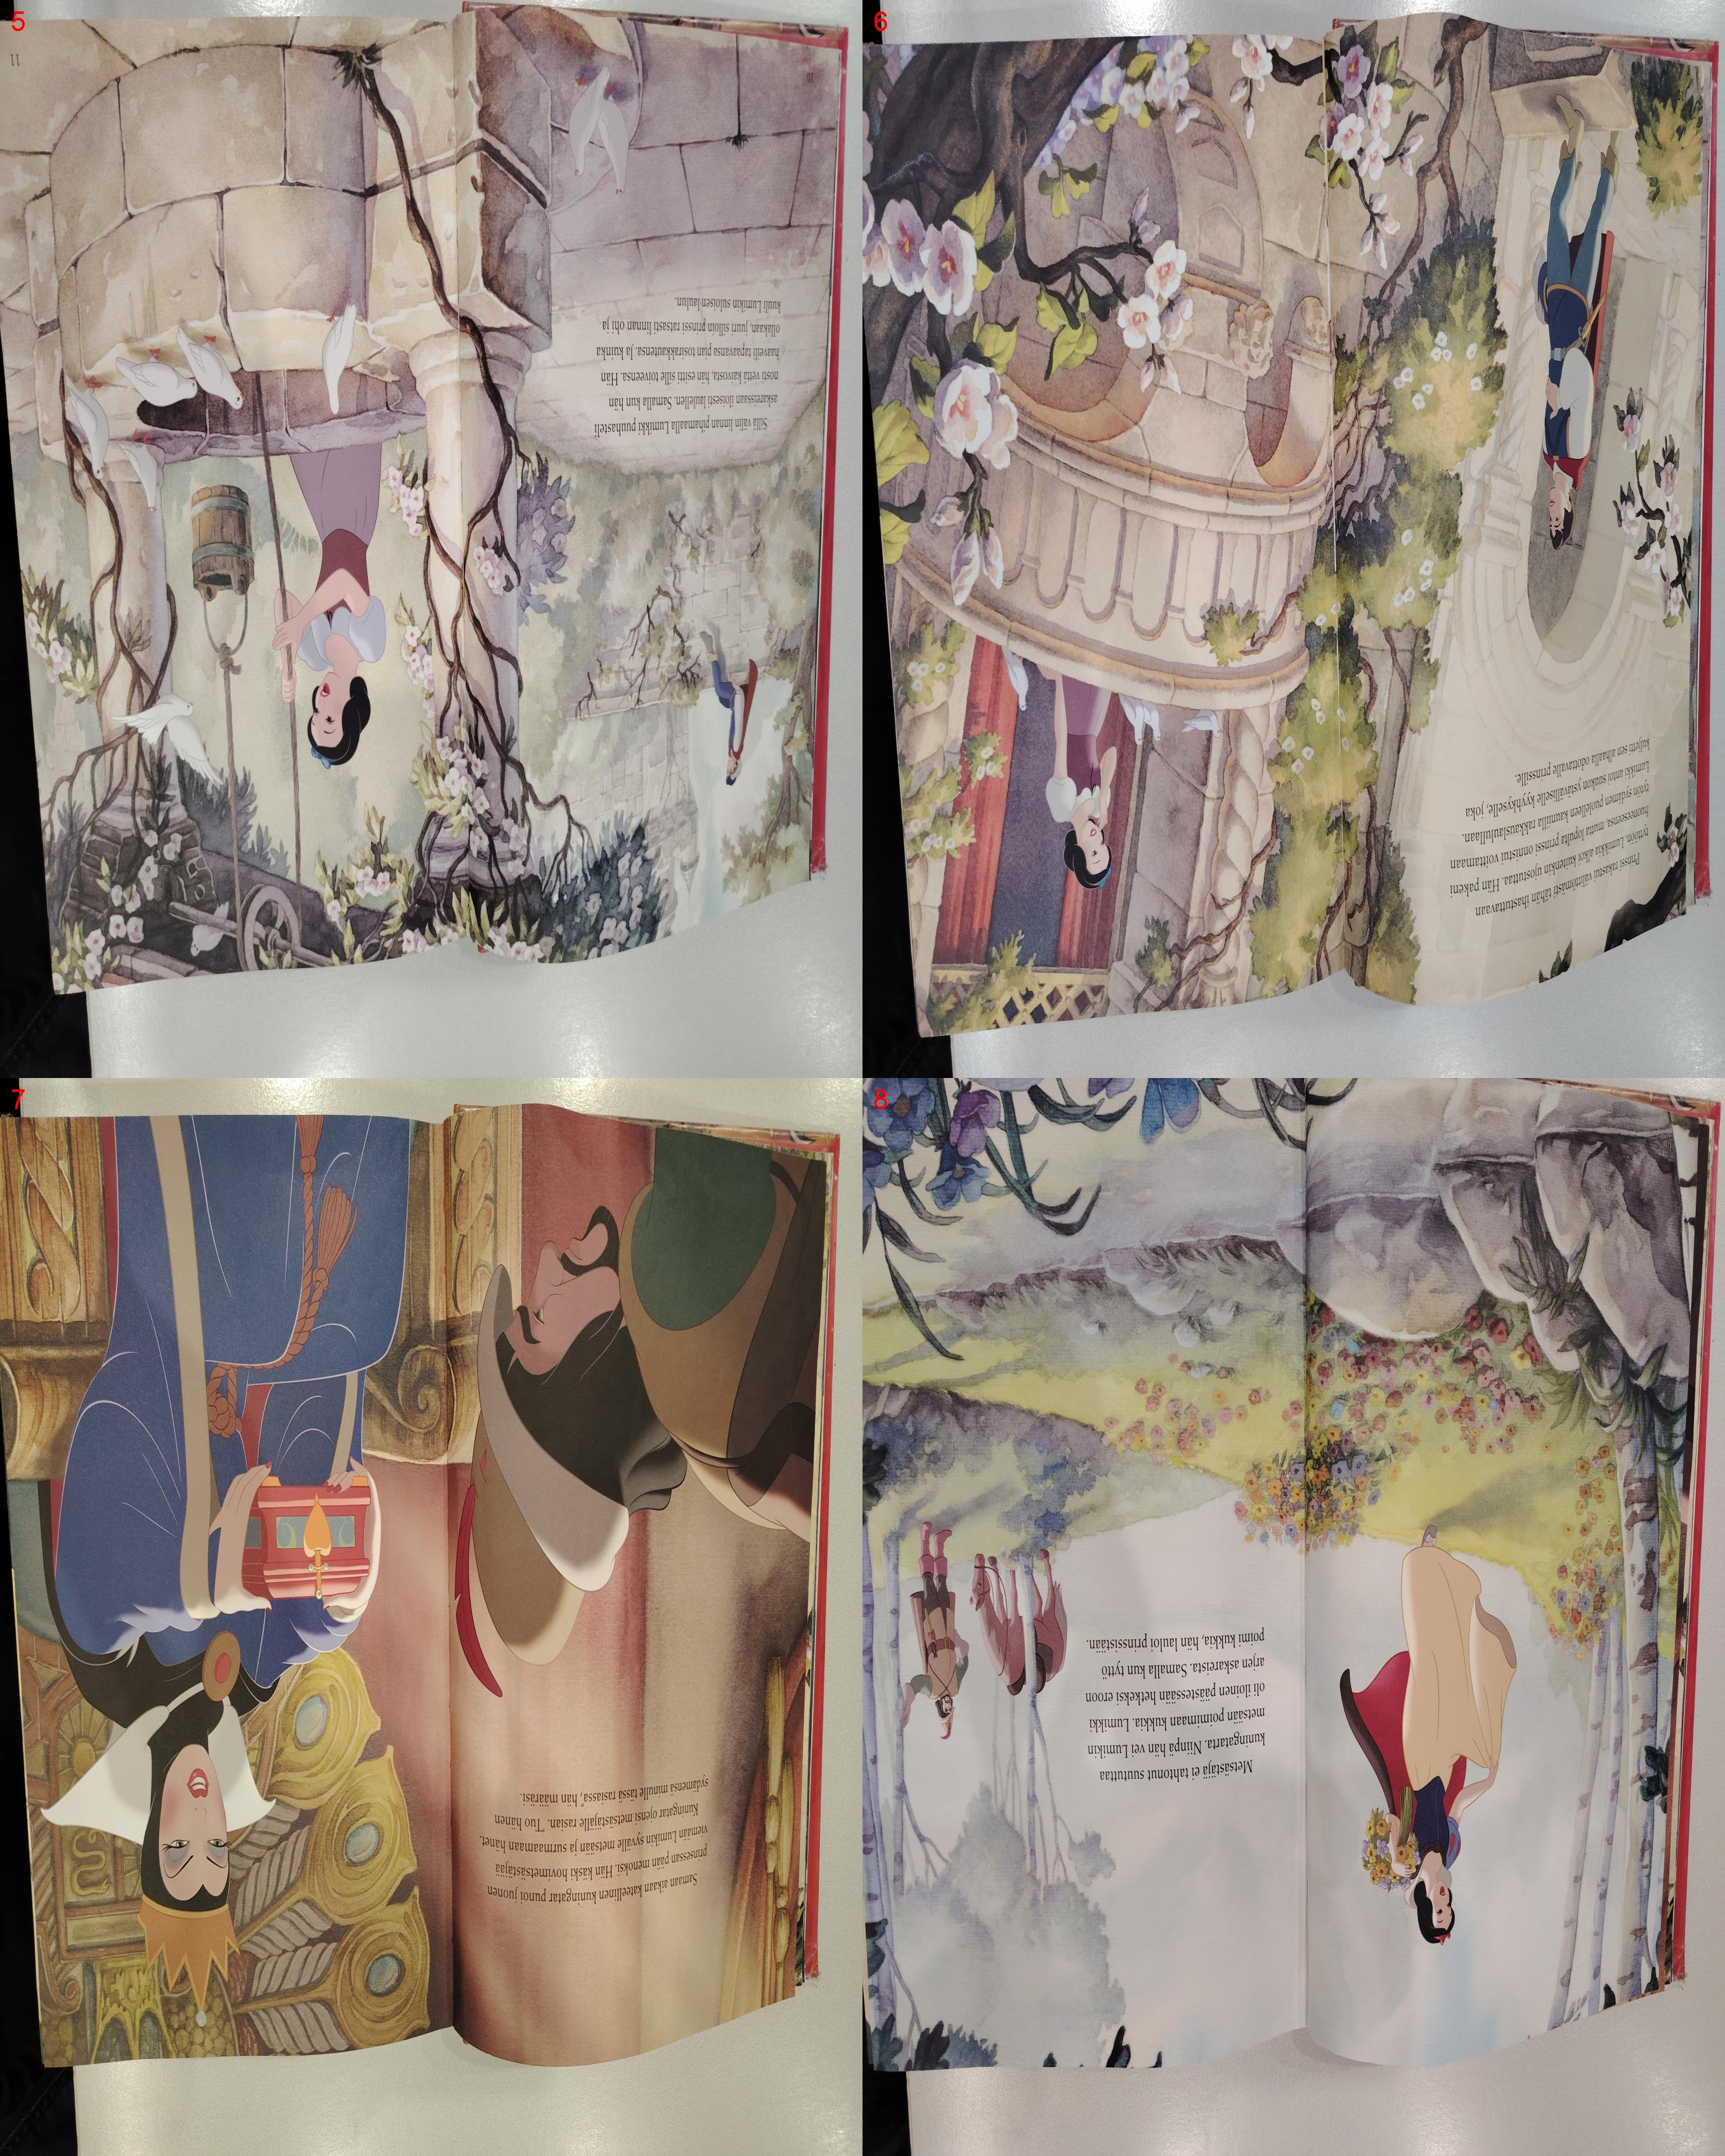 5
10
11
Sillä välin linnan pihamaalla Lumikki puuhasteli
askareissaan iloisesti laulellen. Samalla kun hän
nosti vettä kaivosta, hän esitti sille toiveensa. Hän
haaveili tapaavansa pian tosirakkautensa. Ja kuinka
ollakaan, juuri silloin prinssi ratsasti linnan ohi ja
kuuli Lumikin suloisen laulun.
6
Prinssi rakastui välittömästi tähän ihastuttavaan
tyttöön. Lumikkia alkoi kuitenkin ujostuttaa. Hän pakeni
huoneeseensa, mutta lopulta prinssi onnistui voittamaan
tytön sydämen puolelleen kauniilla rakkauslaulullaan.
Lumikki antoi suukon ystävälliselle kyyhkyselle, joka
kuljetti sen alhaalla odottavalle prinssille.
7
Samaan aikaan kateellinen kuningatar punoi juonen
prinsessan pään menoksi. Hän käski hovimetsästäjää
viemään Lumikin syvälle metsään ja surmaamaan hänet.
Kuningatar ojensi metsästäjälle rasian. "Tuo hänen
sydämensä minulle tässä rasiassa", hän määräsi.
8
Metsästäjä ei tahtonut suututtaa
kuningatarta. Niinpä hän vei Lumikin
metsään poimimaan kukkia. Lumikki
oli iloinen päästessään hetkeksi eroon
arjen askareista. Samalla kun tyttö
poimi kukkia, hän lauloi prinssistään.